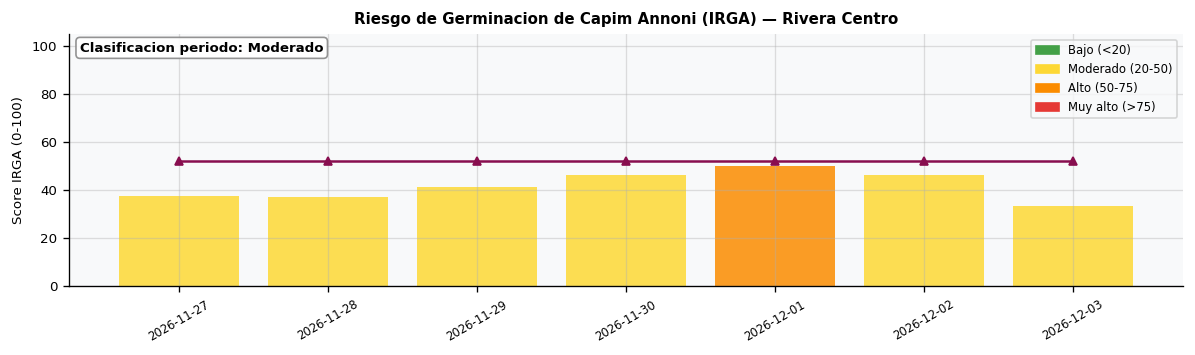 Riesgo de Germinacion de Capim Annoni (IRGA) — Rivera Centro
Clasificacion periodo: Moderado
Bajo (<20)
Moderado (20-50)
Alto (50-75)
Muy alto (>75)
Score IRGA (0-100)
100
80
60
40
20
0
2026-11-27
2026-11-28
2026-11-29
2026-11-30
2026-12-01
2026-12-02
2026-12-03